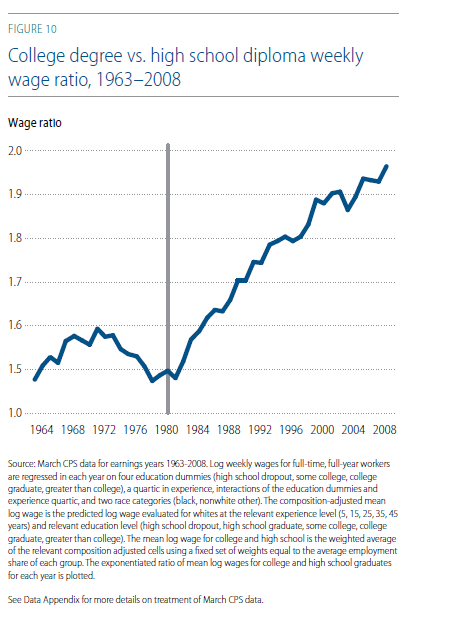 FIGURE 10
College degree vs. high school diploma weekly
wage ratio, 1963–2008
Wage ratio
2.0
1.9
1.8
1.7
1.6
1.5
1.0
1964 1968 1972 1976 1980 1984 1988 1992 1996 2000 2004 2008
Source: March CPS data for earnings years 1963-2008. Log weekly wages for full-time, full-year workers
are regressed in each year on four education dummies (high school dropout, some college, college
graduate, greater than college), a quartic in experience, interactions of the education dummies and
experience quartic, and two race categories (black, nonwhite other). The composition-adjusted mean
log wage is the predicted log wage evaluated for whites at the relevant experience level (5, 15, 25, 35, 45
years) and relevant education level (high school dropout, high school graduate, some college, college
graduate, greater than college). The mean log wage for college and high school is the weighted average
of the relevant composition adjusted cells using a fixed set of weights equal to the average employment
share of each group. The exponentiated ratio of mean log wages for college and high school graduates
for each year is plotted.
See Data Appendix for more details on treatment of March CPS data.